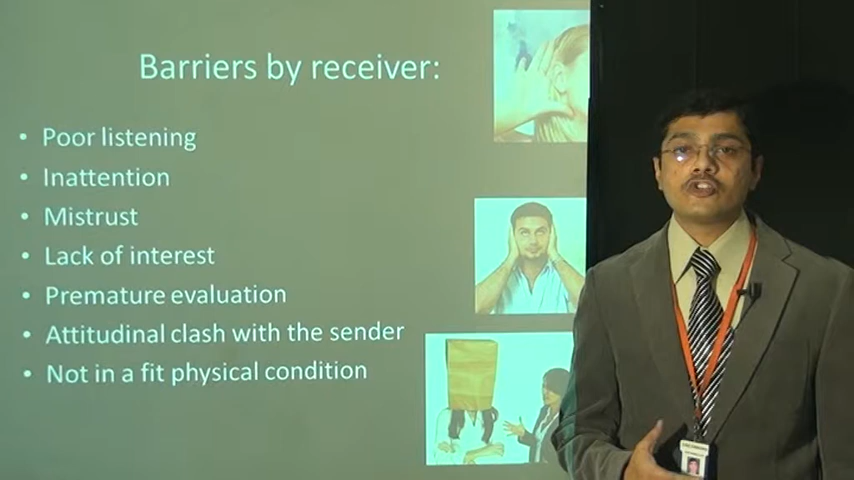 Barriers by receiver:
• Poor listening
• Inattention
• Mistrust
• Lack of interest
• Premature evaluation
• Attitudinal clash with the sender
• Not in a fit physical condition